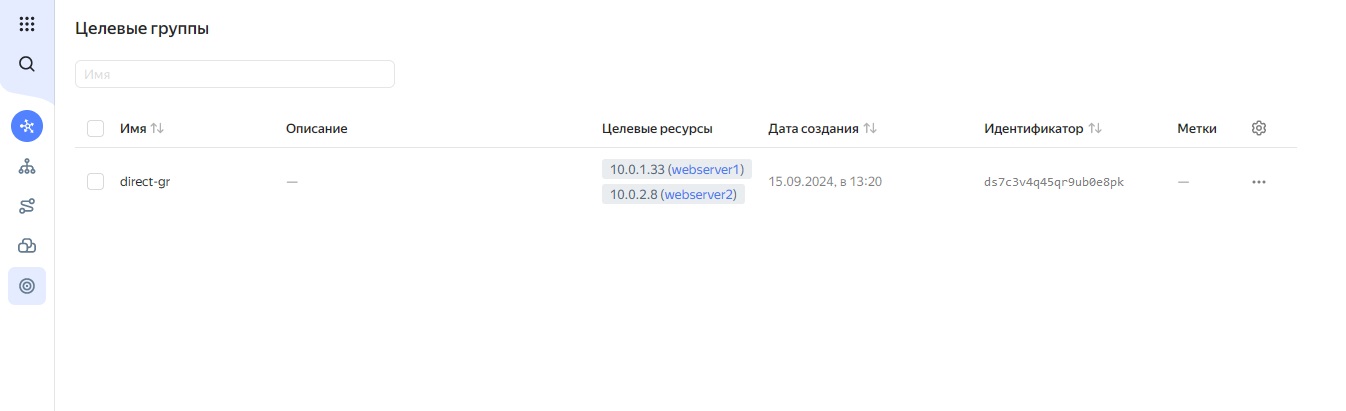 Целевые группы
Имя
Имя Описание Целевые ресурсы Дата создания Идентификатор Метки
direct-gr — 10.0.1.33 (webserver1) 15.09.2024, в 13:20 ds7c3v4q45qr9ub0e8pk —
10.0.2.8 (webserver2)